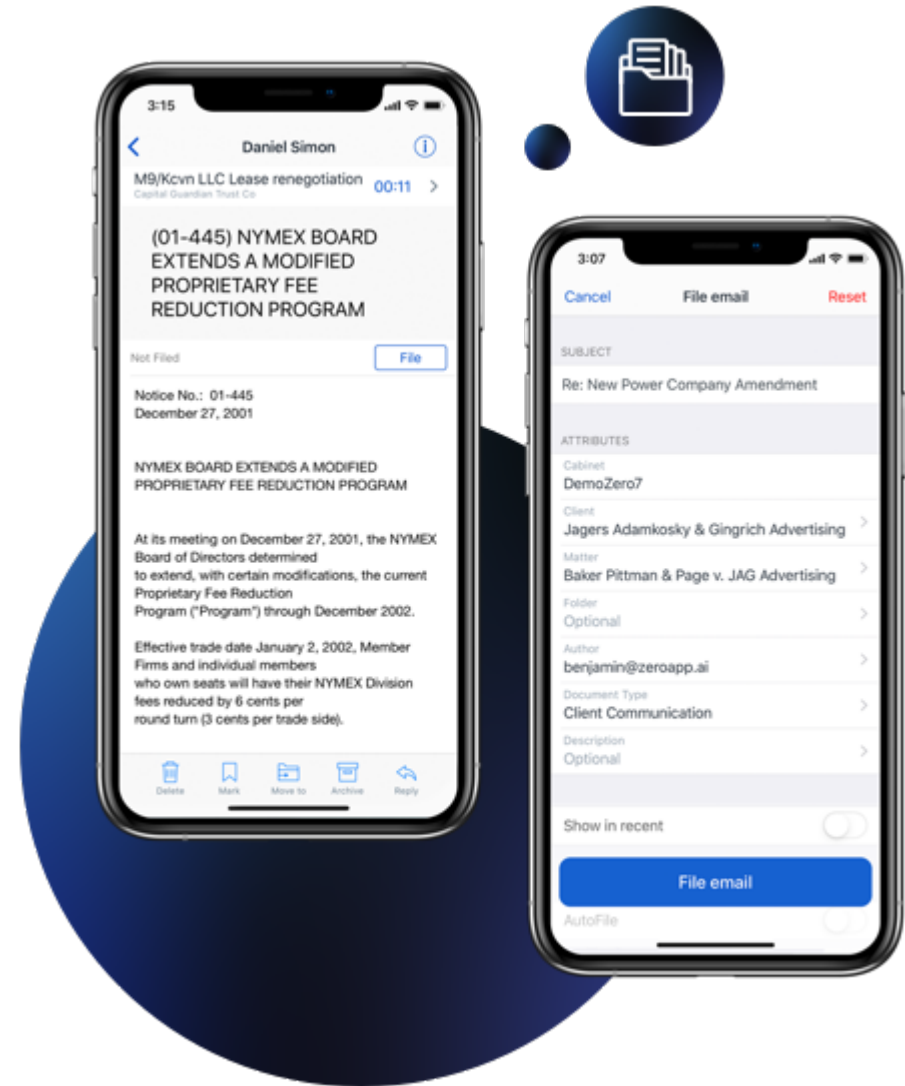 3:15
Daniel Simon
M9/Kcvn LLC Lease renegotiation
Capital Guardian Trust Co
00:11
(01-445) NYMEX BOARD
EXTENDS A MODIFIED
PROPRIETARY FEE
REDUCTION PROGRAM
Not Filed
File
Notice No.: 01-445
December 27, 2001
NYMEX BOARD EXTENDS A MODIFIED
PROPRIETARY FEE REDUCTION PROGRAM
At its meeting on December 27, 2001, the NYMEX
Board of Directors determined
to extend, with certain modifications, the current
Proprietary Fee Reduction
Program ("Program") through December 2002.
Effective trade date January 2, 2002, Member
Firms and individual members
who own seats will have their NYMEX Division
fees reduced by 6 cents per
round turn (3 cents per trade side).
Delete
Mark
Move to
Archive
Reply
3:07
Cancel
File email
Reset
SUBJECT
Re: New Power Company Amendment
ATTRIBUTES
Cabinet
DemoZero7
Client
Jagers Adamkosky & Gingrich Advertising
Matter
Baker Pittman & Page v. JAG Advertising
Folder
Optional
Author
benjamin@zeroapp.ai
Document Type
Client Communication
Description
Optional
Show in recent
File email
AutoFile